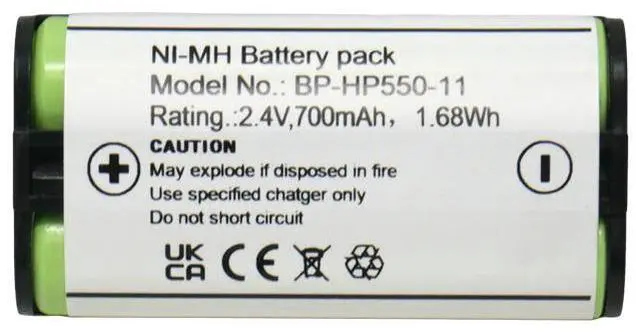 NI-MH Battery pack
Model No.: BP-HP550-11
Rating.:2.4V,700mAh, 1.68Wh
CAUTION
May explode if disposed in fire
Use specified chatger only
Do not short circuit
+
-
UK
CA CE